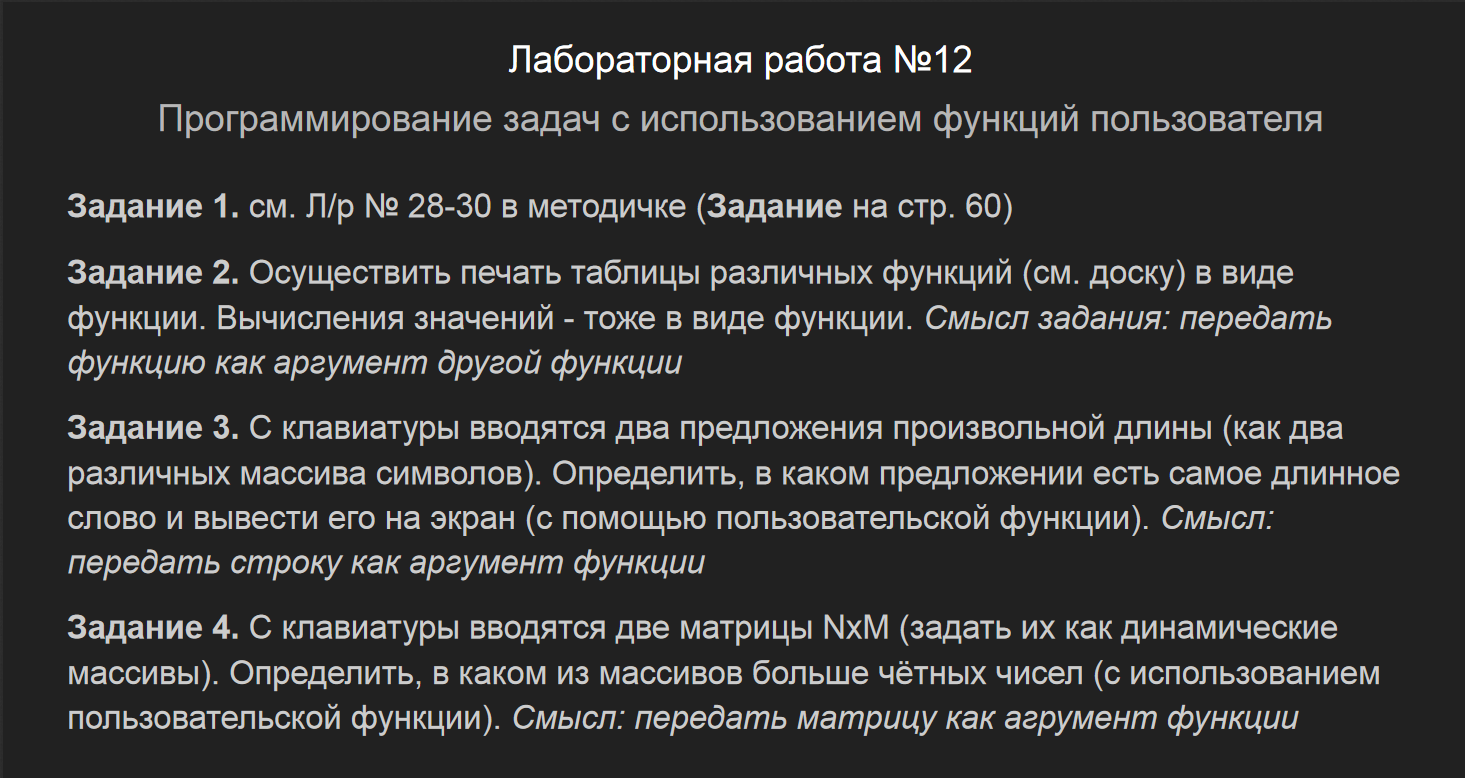 Лабораторная работа №12
Программирование задач с использованием функций пользователя
Задание 1. см. Л/р № 28-30 в методичке (Задание на стр. 60)
Задание 2. Осуществить печать таблицы различных функций (см. доску) в виде
функции. Вычисления значений - тоже в виде функции. Смысл задания: передать
функцию как аргумент другой функции
Задание 3. С клавиатуры вводятся два предложения произвольной длины (как два
различных массива символов). Определить, в каком предложении есть самое длинное
слово и вывести его на экран (с помощью пользовательской функции). Смысл:
передать строку как аргумент функции
Задание 4. С клавиатуры вводятся две матрицы NxM (задать их как динамические
массивы). Определить, в каком из массивов больше чётных чисел (с использованием
пользовательской функции). Смысл: передать матрицу как агрумент функции